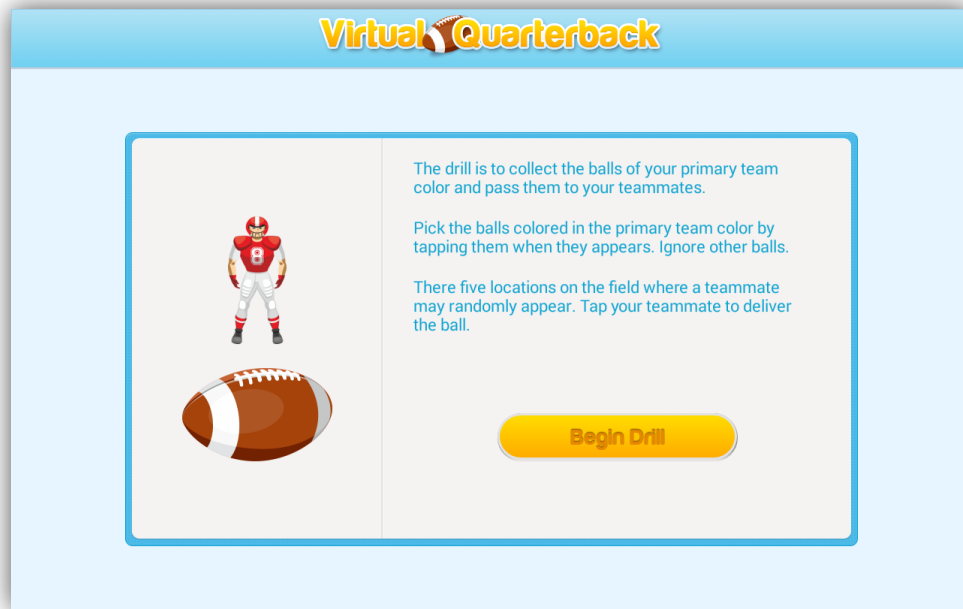 Virtual Quarterback
The drill is to collect the balls of your primary team
color and pass them to your teammates.
Pick the balls colored in the primary team color by
tapping them when they appears. Ignore other balls.
There five locations on the field where a teammate
may randomly appear. Tap your teammate to deliver
the ball.
8
Begin Drill